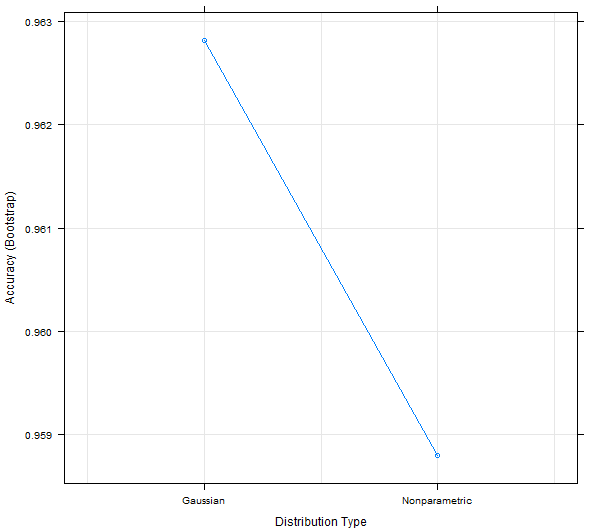 Accuracy (Bootstrap)
0.963
0.962
0.961
0.960
0.959
Gaussian
Nonparametric
Distribution Type